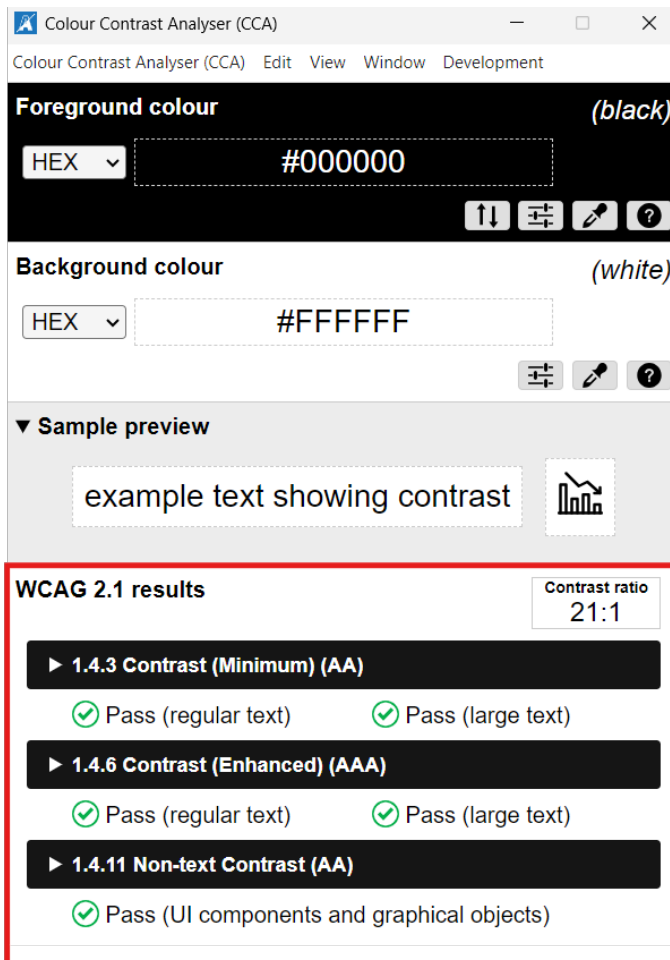 Colour Contrast Analyser (CCA)
Colour Contrast Analyser (CCA) Edit View Window Development
Foreground colour (black)
HEX #000000
Background colour (white)
HEX #FFFFFF
Sample preview
example text showing contrast
WCAG 2.1 results
Contrast ratio
21:1
1.4.3 Contrast (Minimum) (AA)
Pass (regular text) Pass (large text)
1.4.6 Contrast (Enhanced) (AAA)
Pass (regular text) Pass (large text)
1.4.11 Non-text Contrast (AA)
Pass (UI components and graphical objects)